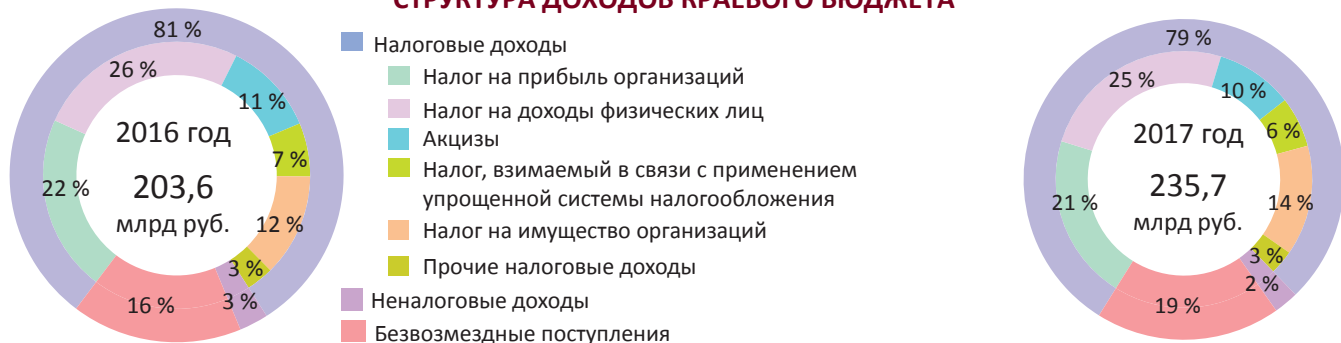 СТРУКТУРА ДОХОДОВ КРАЕВОГО БЮДЖЕТА
81 %
26 %
11 %
7 %
12 %
3 %
3 %
16 %
22 %
2016 год
203,6
млрд руб.
Налоговые доходы
Налог на прибыль организаций
Налог на доходы физических лиц
Акцизы
Налог, взимаемый в связи с применением
упрощенной системы налогообложения
Налог на имущество организаций
Прочие налоговые доходы
Неналоговые доходы
Безвозмездные поступления
79 %
25 %
10 %
6 %
14 %
3 %
2 %
19 %
21 %
2017 год
235,7
млрд руб.